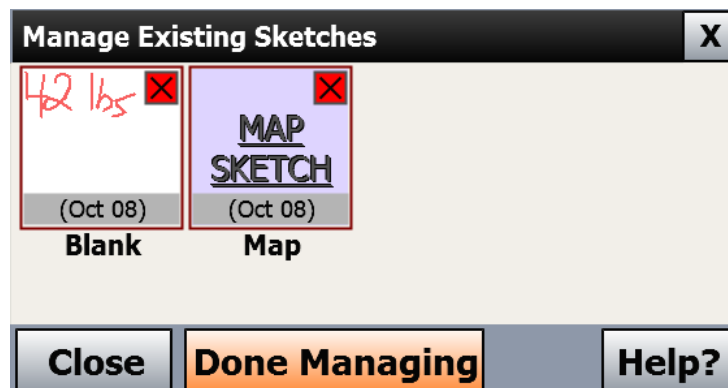 Manage Existing Sketches X
42 lbs
MAP
SKETCH
(Oct 08) (Oct 08)
Blank Map
Close Done Managing Help?